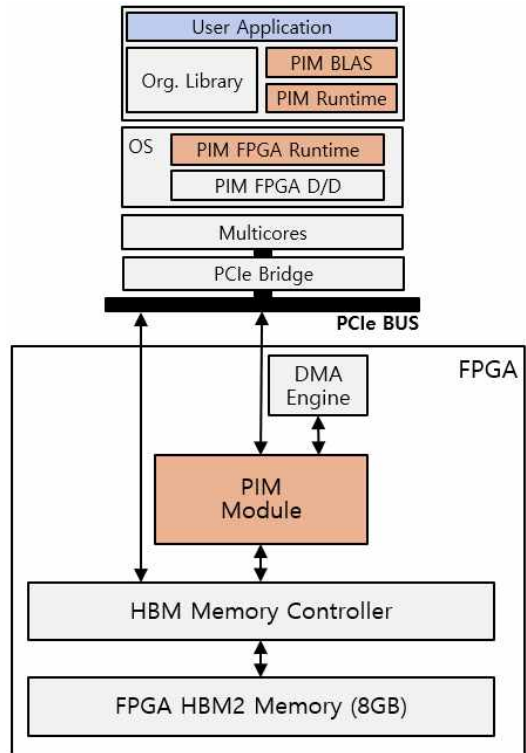 User Application
Org. Library
PIM BLAS
PIM Runtime
OS
PIM FPGA Runtime
PIM FPGA D/D
Multicores
PCIe Bridge
PCIe BUS
FPGA
DMA
Engine
PIM
Module
HBM Memory Controller
FPGA HBM2 Memory (8GB)